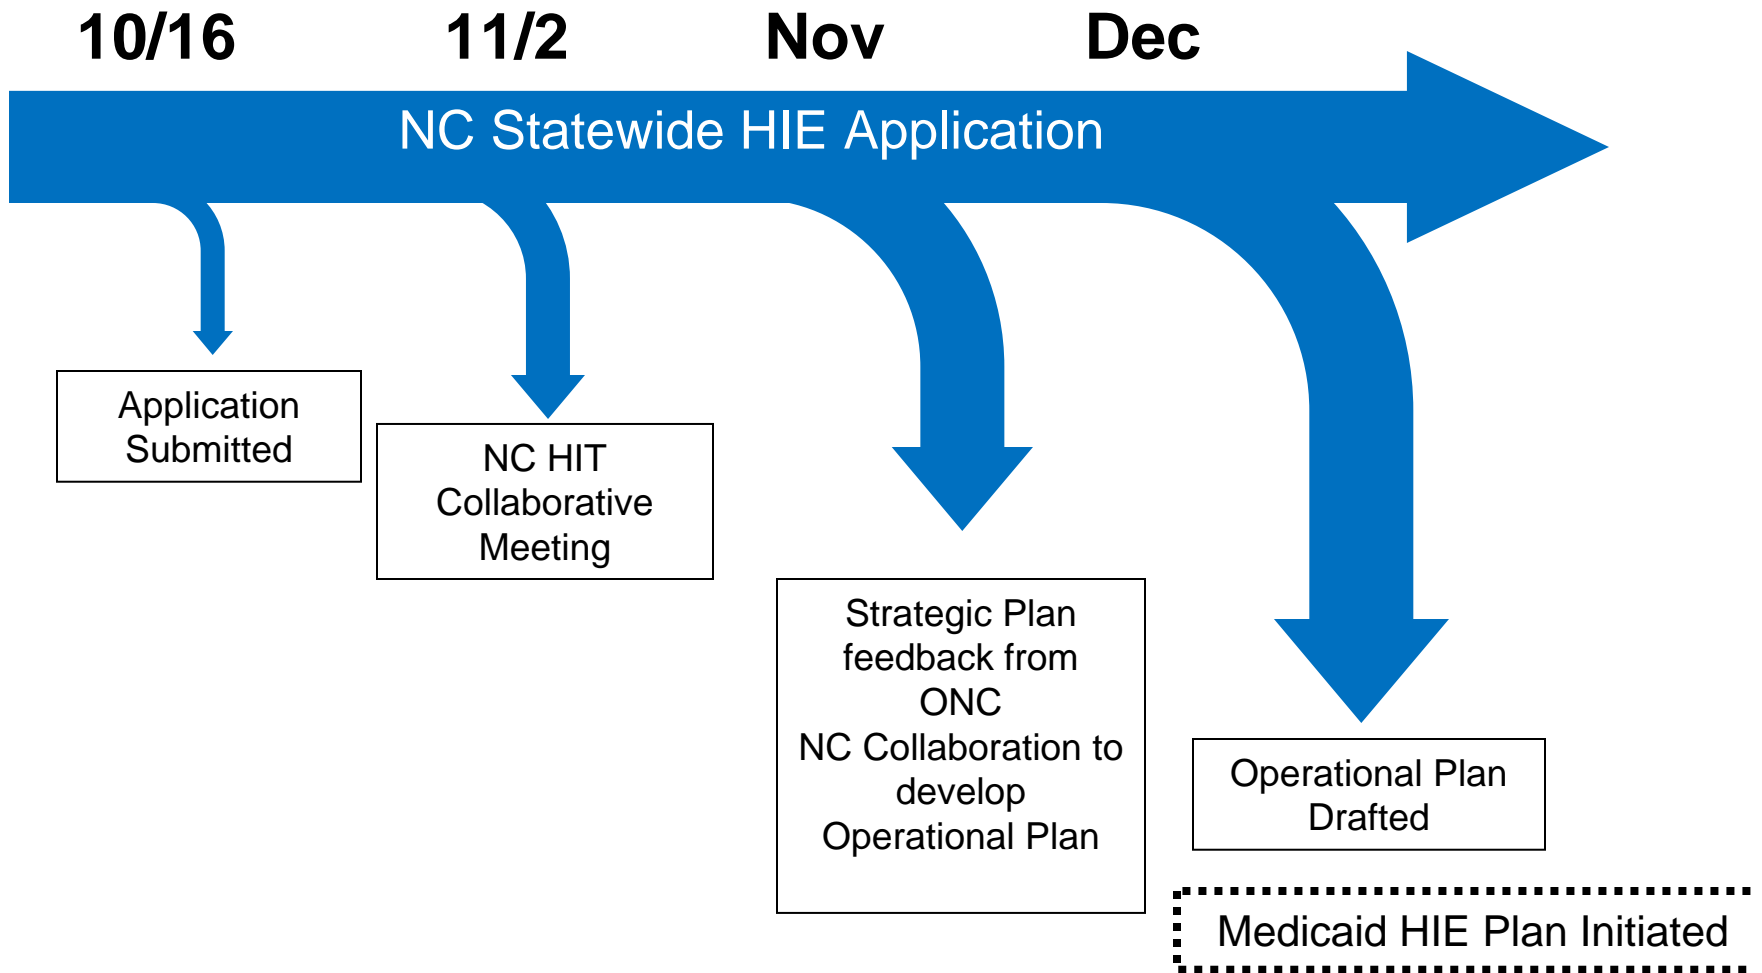 10/16 11/2 Nov Dec
NC Statewide HIE Application
Application
Submitted
NC HIT
Collaborative
Meeting
Strategic Plan
feedback from
ONC
NC Collaboration to
develop
Operational Plan
Operational Plan
Drafted
Medicaid HIE Plan Initiated